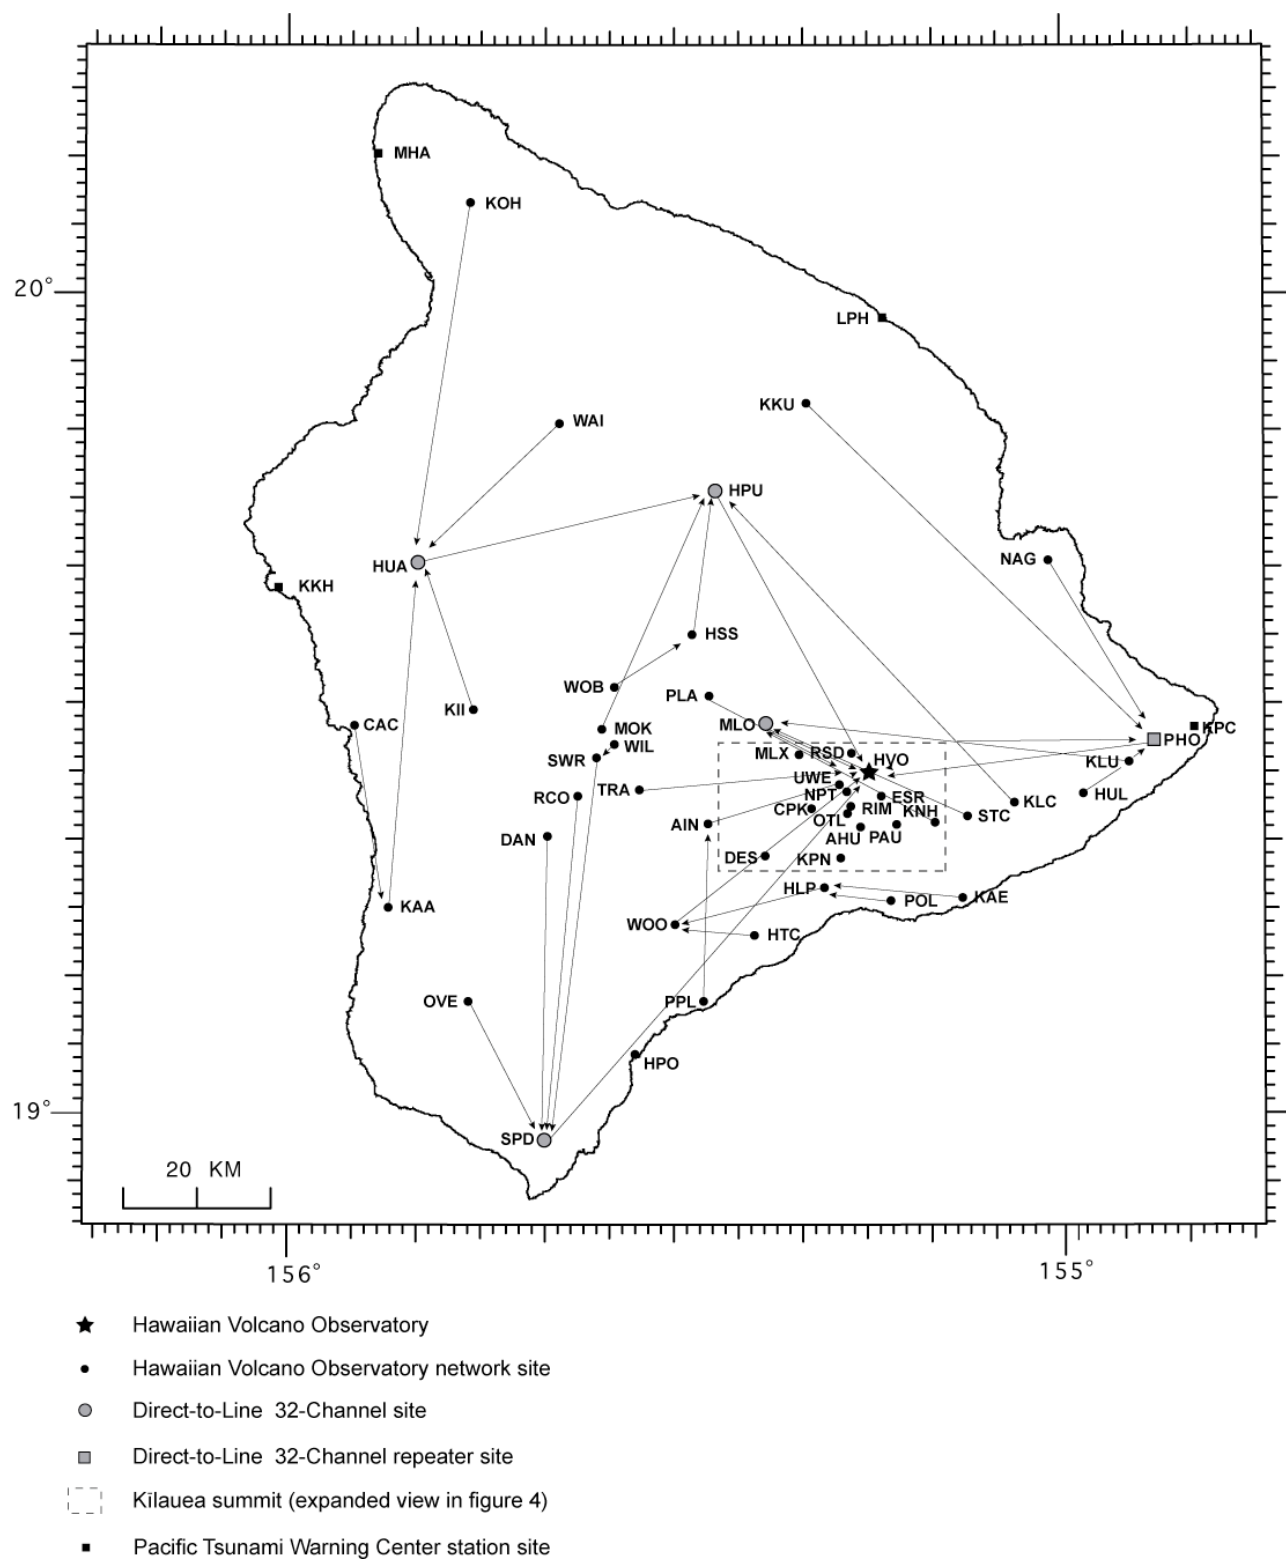 MHA
KOH
20°
LPH
KKU
WAI
HPU
NAG
HUA
KKH
HSS
WOB
PLA
KII
CAC
MLO
MOK
KPC
PHO
WIL
SWR
MLX
RSD
HVO
KLU
UWE
TRA
RCO
NPT
ESR
KLC
HUL
CPK
RIM
KNH
STC
OTL
AIN
DAN
AHU
PAU
DES
KPN
HLP
KAA
POL
KAE
WOO
HTC
OVE
PPL
HPO
19°
SPD
20 KM
156°
155°
Hawaiian Volcano Observatory
Hawaiian Volcano Observatory network site
Direct-to-Line 32-Channel site
Direct-to-Line 32-Channel repeater site
Kīlauea summit (expanded view in figure 4)
Pacific Tsunami Warning Center station site